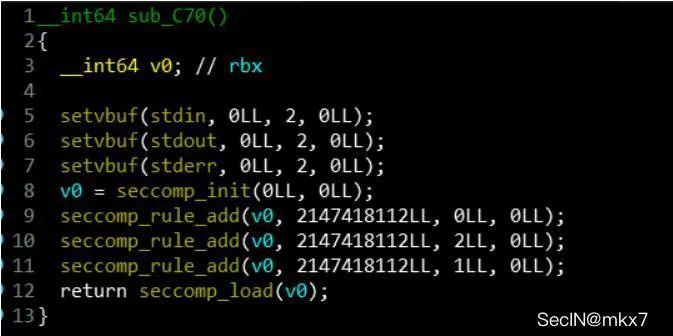 1 __int64 sub_C70()
2 {
3 __int64 v0; // rbx
4
5 setvbuf(stdin, 0LL, 2, 0LL);
6 setvbuf(stdout, 0LL, 2, 0LL);
7 setvbuf(stderr, 0LL, 2, 0LL);
8 v0 = seccomp_init(0LL, 0LL);
9 seccomp_rule_add(v0, 2147418112LL, 0LL, 0LL);
10 seccomp_rule_add(v0, 2147418112LL, 2LL, 0LL);
11 seccomp_rule_add(v0, 2147418112LL, 1LL, 0LL);
12 return seccomp_load(v0);
13 }
SecIN@mkx7